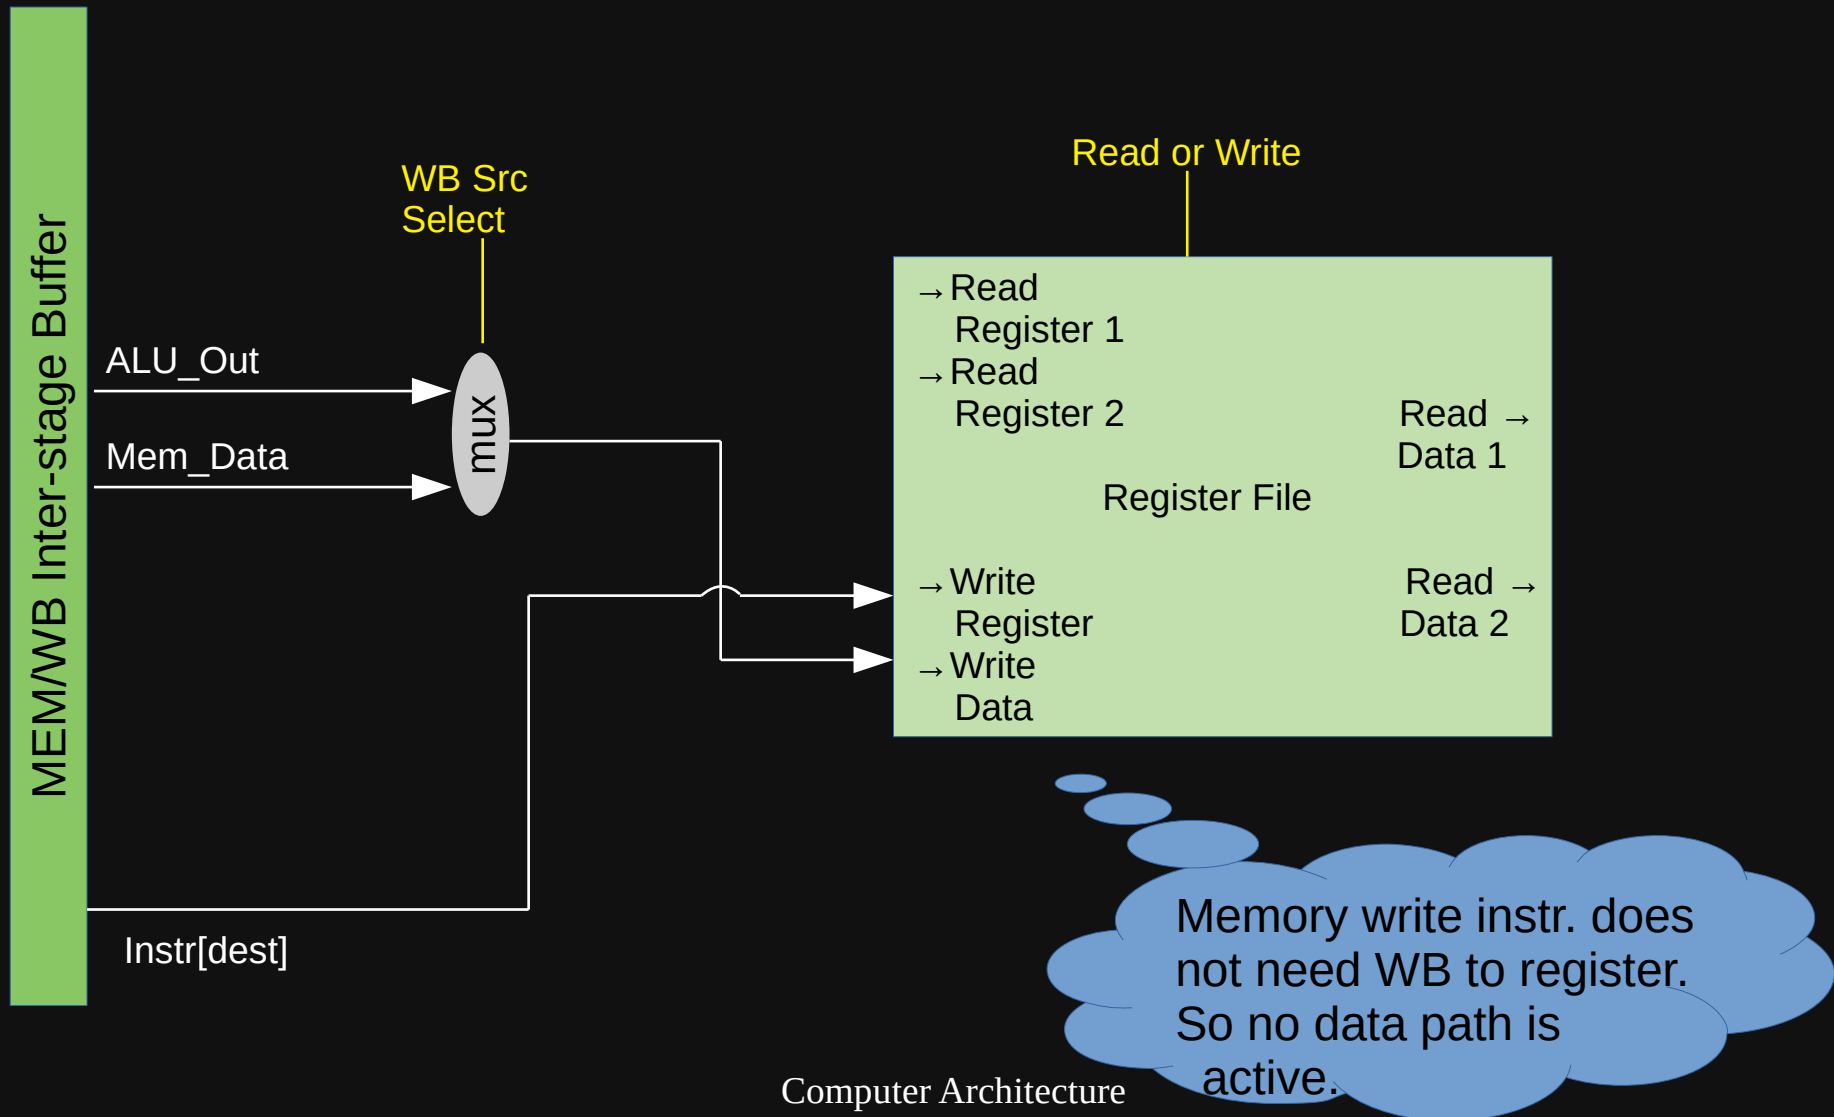 MEM/WB Inter-stage Buffer
WB Src
Select
Read or Write
ALU_Out
Mem_Data
mux
Instr[dest]
→Read
Register 1
→Read
Register 2
Read →
Data 1
Register File
→Write
Register
Read →
Data 2
→Write
Data
Memory write instr. does
not need WB to register.
So no data path is
active.
Computer Architecture